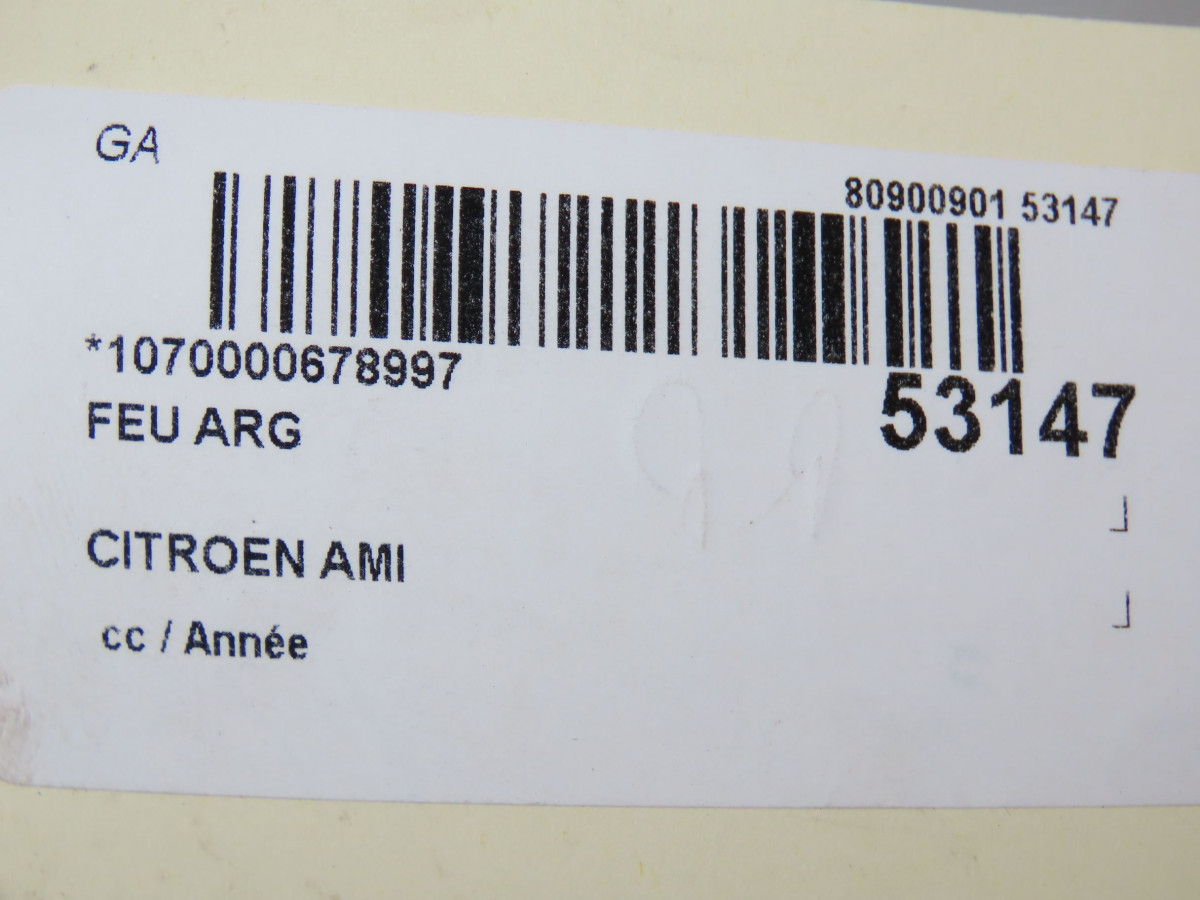 GA
80900901 53147
*1070000678997
53147
FEU ARG
CITROEN AMI
cc / Année